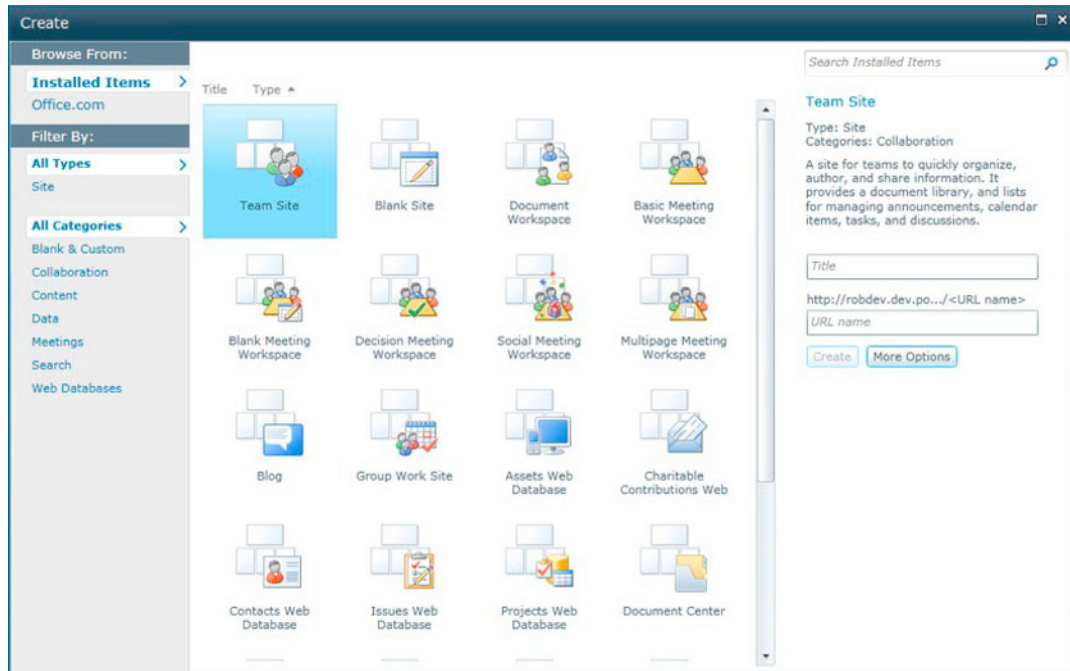 Create
Browse From:
Installed Items
Office.com
Filter By:
All Types
Site
All Categories
Blank & Custom
Collaboration
Content
Data
Meetings
Search
Web Databases
Title Type
Team Site
Blank Site
Document
Workspace
Basic Meeting
Workspace
Blank Meeting
Workspace
Decision Meeting
Workspace
Social Meeting
Workspace
Multipage Meeting
Workspace
Blog
Group Work Site
Assets Web
Database
Charitable
Contributions Web
Contacts Web
Database
Issues Web
Database
Projects Web
Database
Document Center
Search Installed Items
Team Site
Type: Site
Categories: Collaboration
A site for teams to quickly organize,
author, and share information. It
provides a document library, and lists
for managing announcements, calendar
items, tasks, and discussions.
Title
http://robdev.dev.po.../<URL name>
URL name
Create More Options